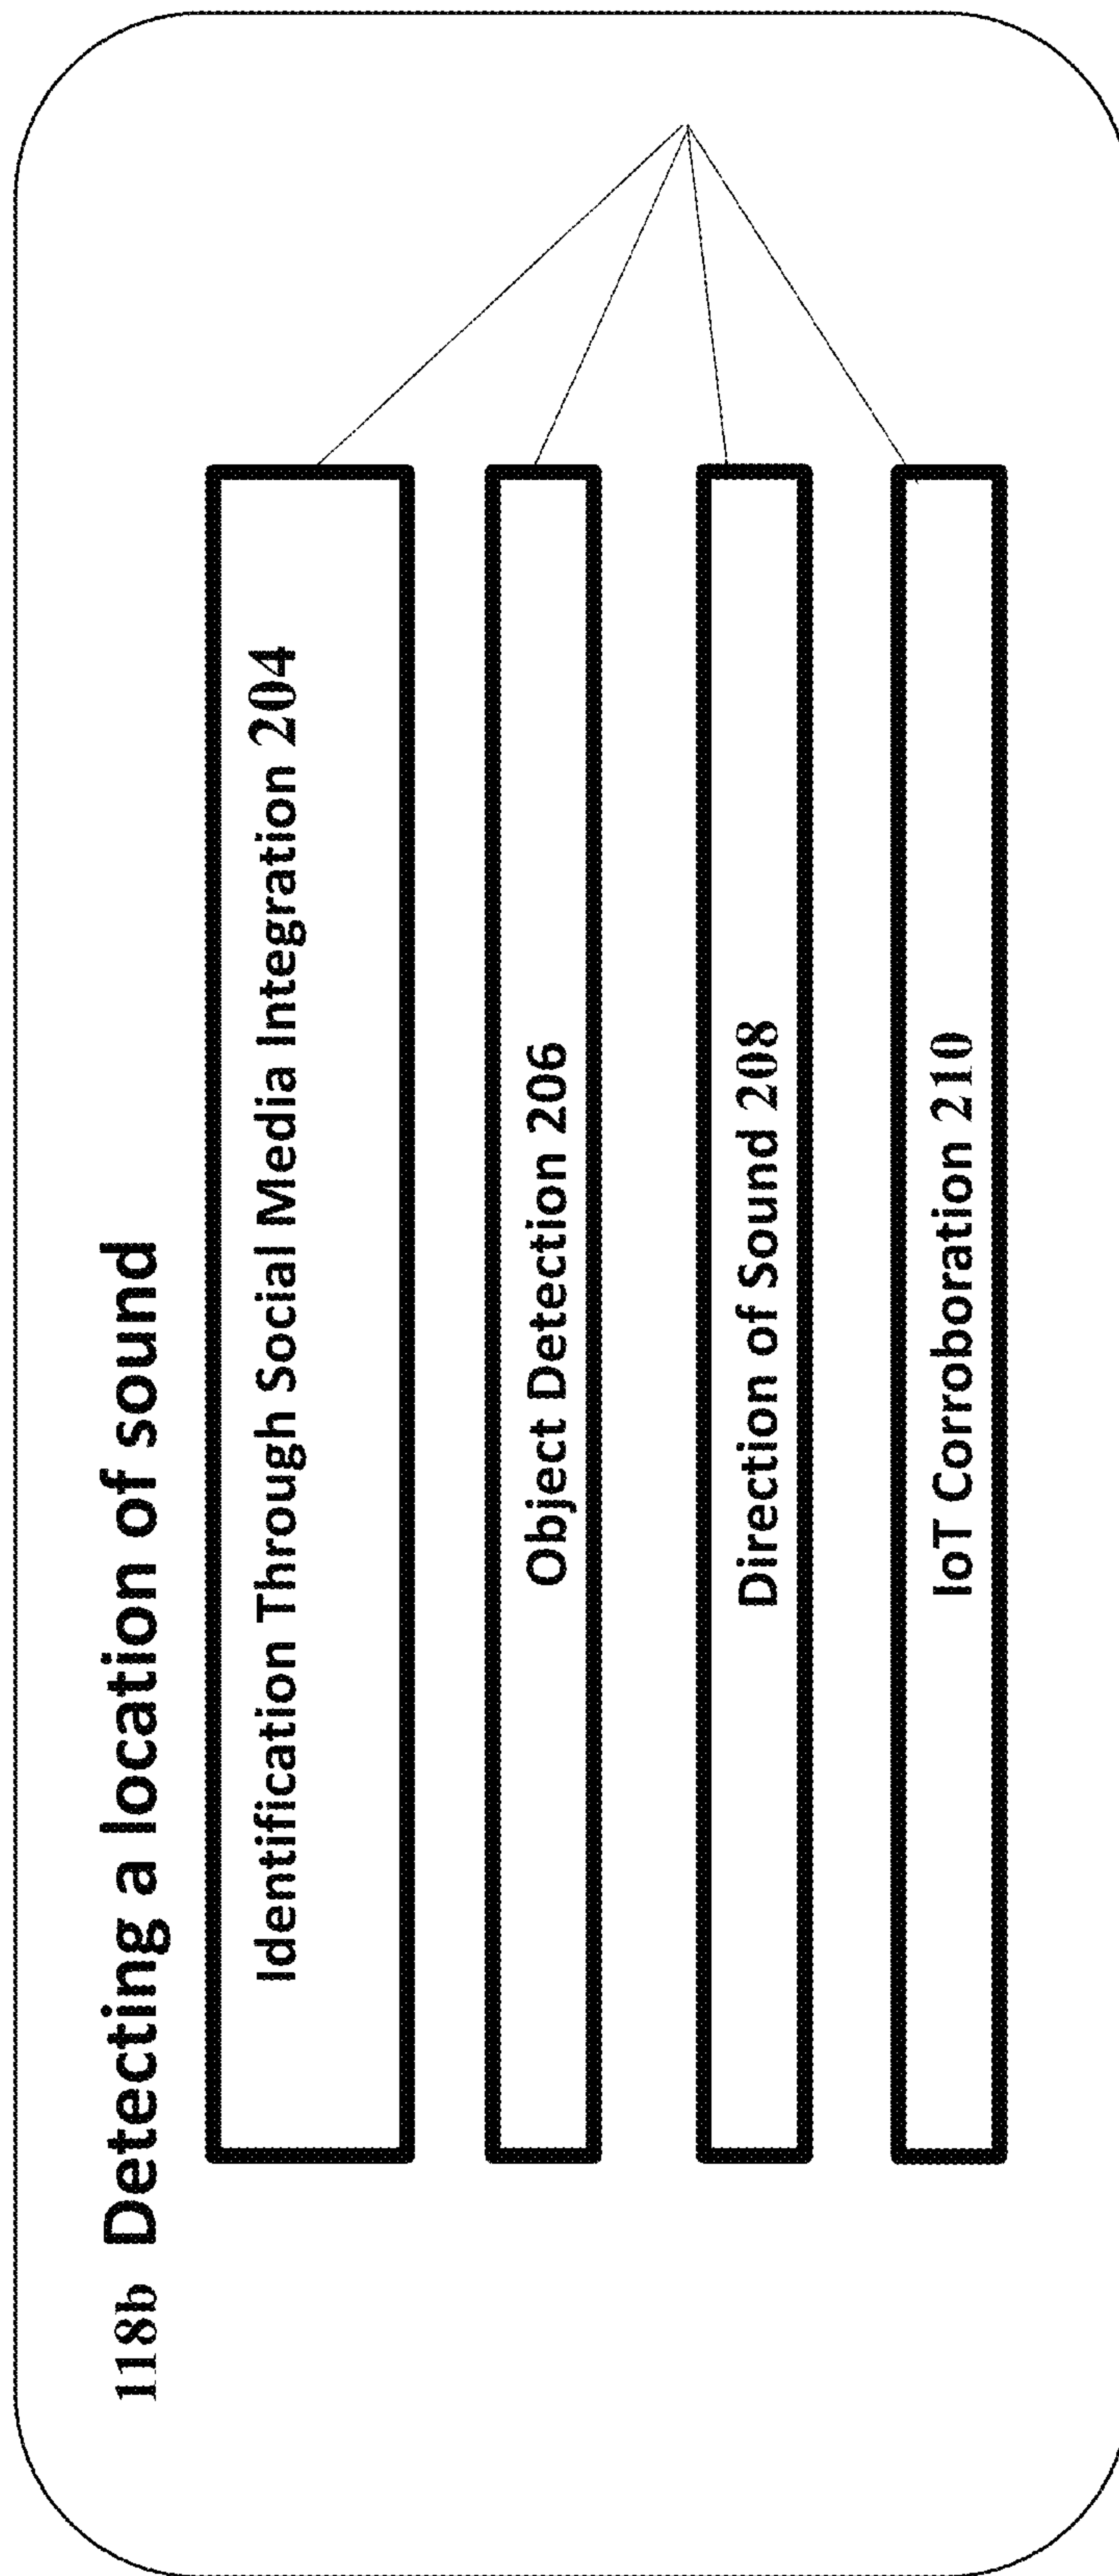 118b Detecting a location of sound
Identification Through Social Media Integration 204
Object Detection 206
Direction of Sound 208
IoT Corroboration 210